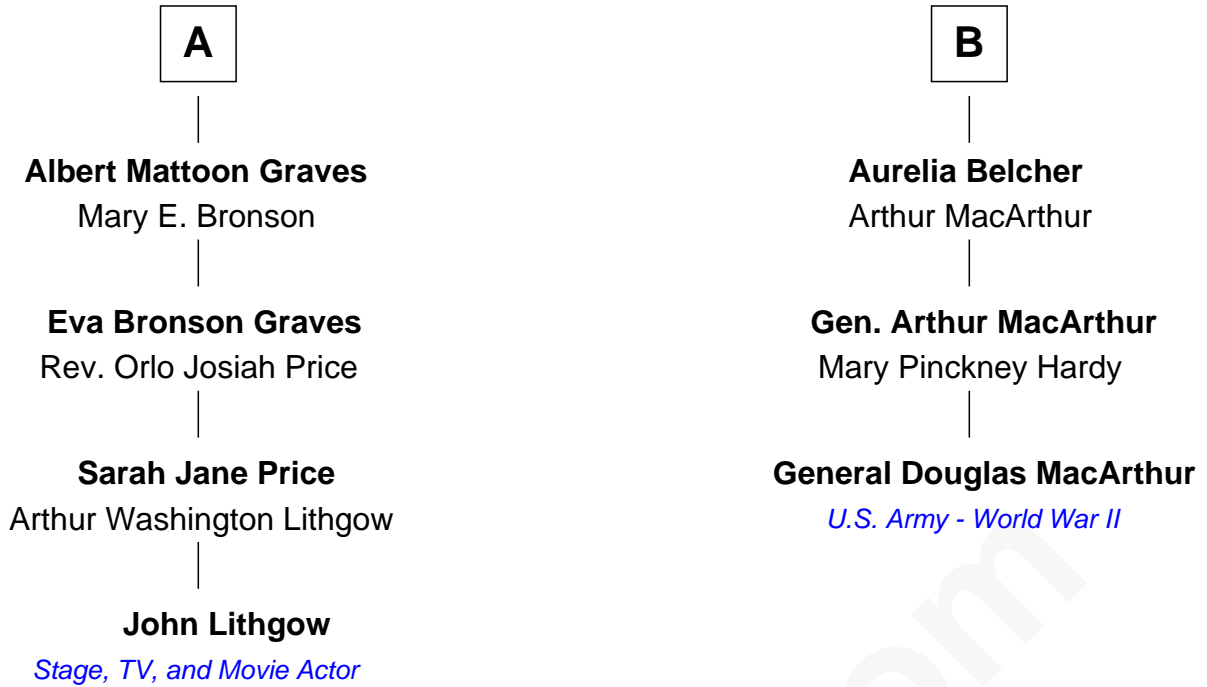 A
Albert Mattoon Graves
Mary E. Bronson
Eva Bronson Graves
Rev. Orlo Josiah Price
Sarah Jane Price
Arthur Washington Lithgow
John Lithgow
Stage, TV, and Movie Actor
B
Aurelia Belcher
Arthur MacArthur
Gen. Arthur MacArthur
Mary Pinckney Hardy
General Douglas MacArthur
U.S. Army - World War II
om